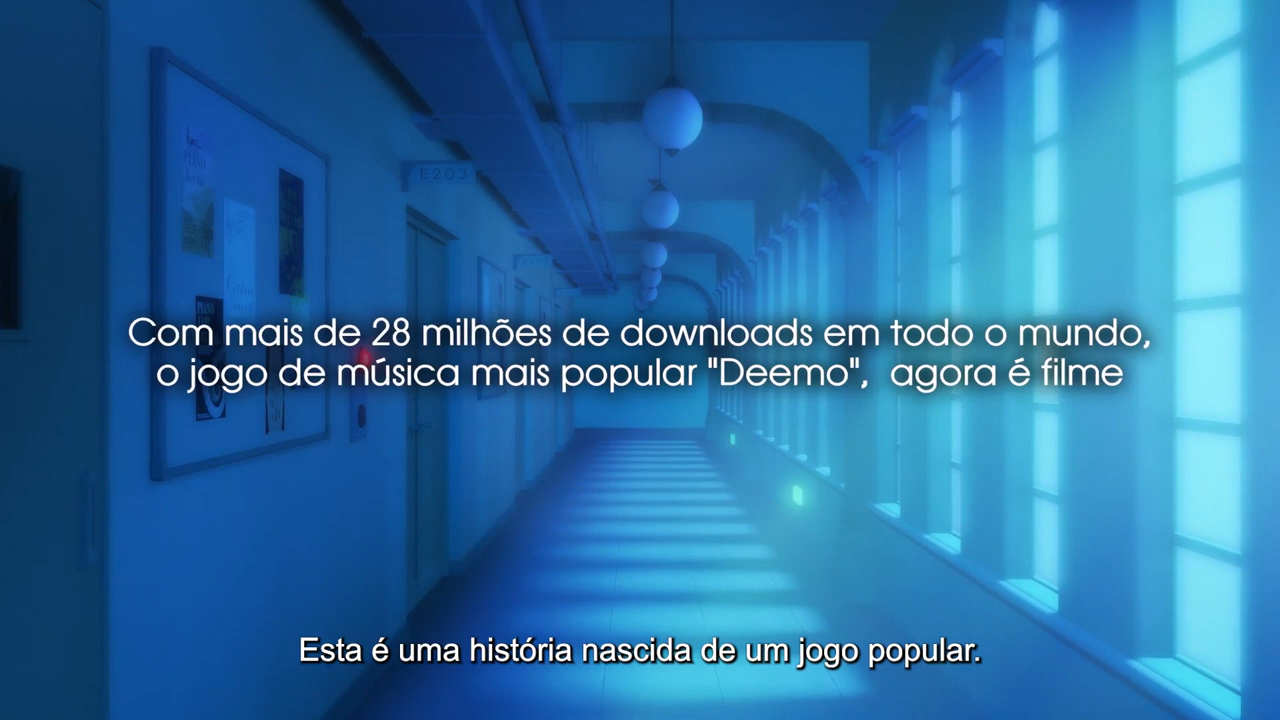 E203
Com mais de 28 milhões de downloads em todo o mundo,
o jogo de música mais popular "Deemo", agora é filme
Esta é uma história nascida de um jogo popular.